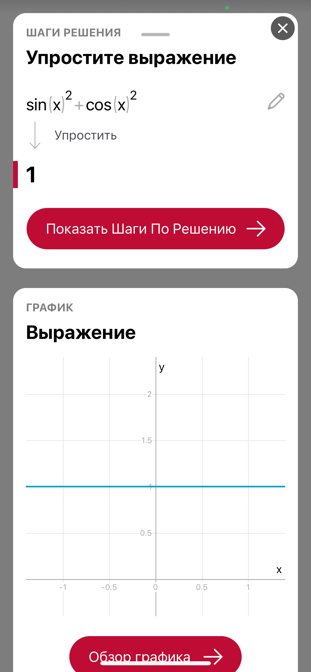 ШАГИ РЕШЕНИЯ
Упростите выражение
sin(x)²+cos(x)²
Упростить
1
Показать Шаги По Решению
ГРАФИК
Выражение
y
2
1.5
1
0.5
x
-1 -0.5 0 0.5 1
Обзор графика